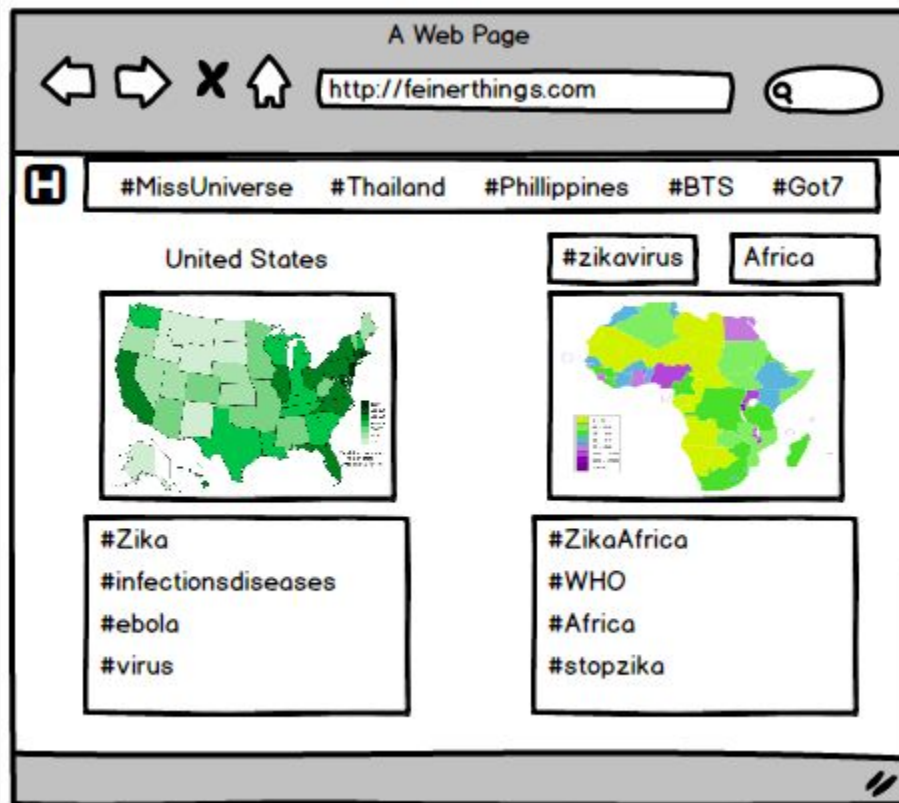 A Web Page
http://feinerthings.com
H
#MissUniverse #Thailand #Phillippines #BTS #Got7
United States
#zikavirus
Africa
#Zika
#infectionsdiseases
#ebola
#virus
#ZikaAfrica
#WHO
#Africa
#stopzika